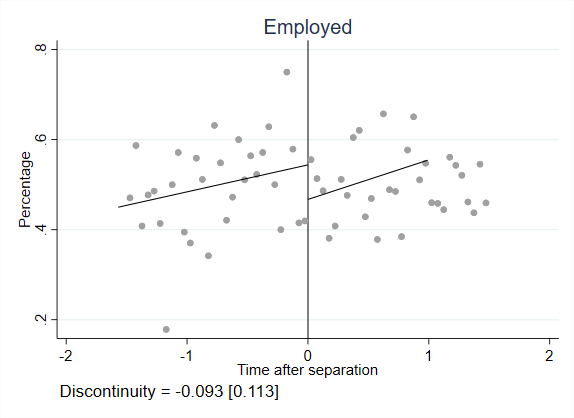 Employed
Percentage
.8
.6
.4
.2
-2 -1 0 1 2
Time after separation
Discontinuity = -0.093 [0.113]